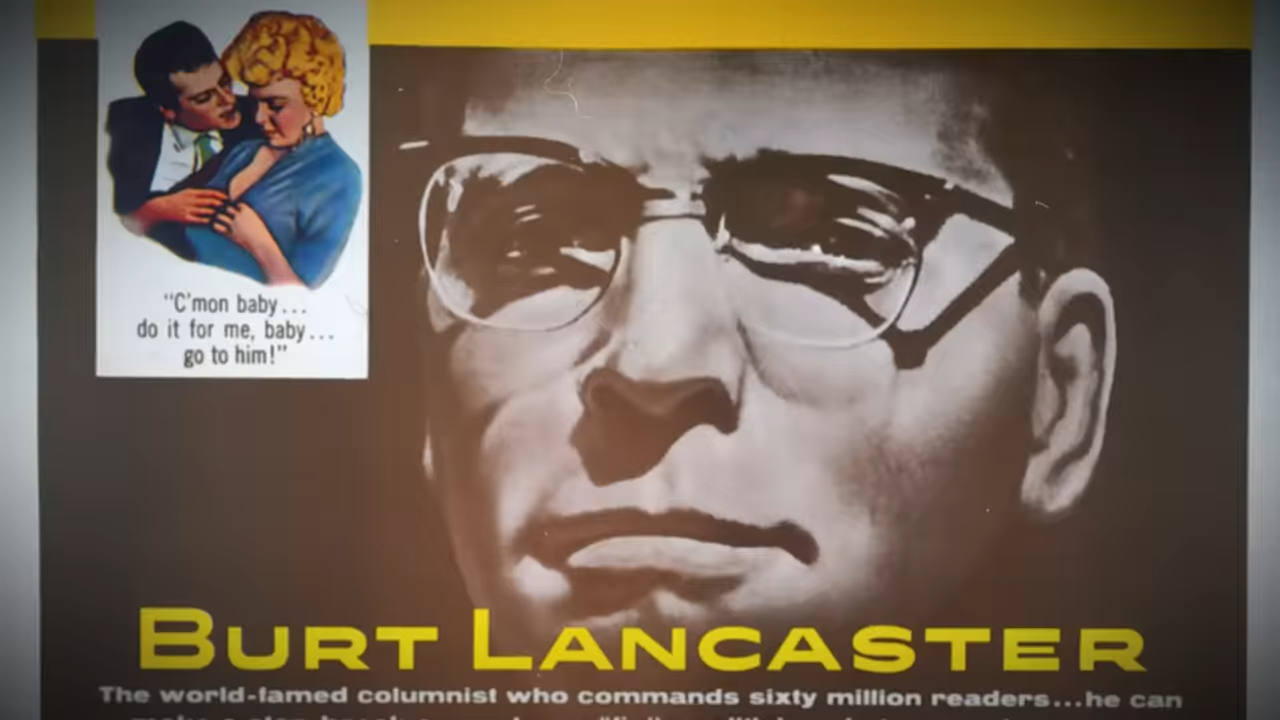 "C'mon baby...
do it for me, baby...
go to him!"
BURT LANCASTER
The world-famed columnist who commands sixty million readers...he can